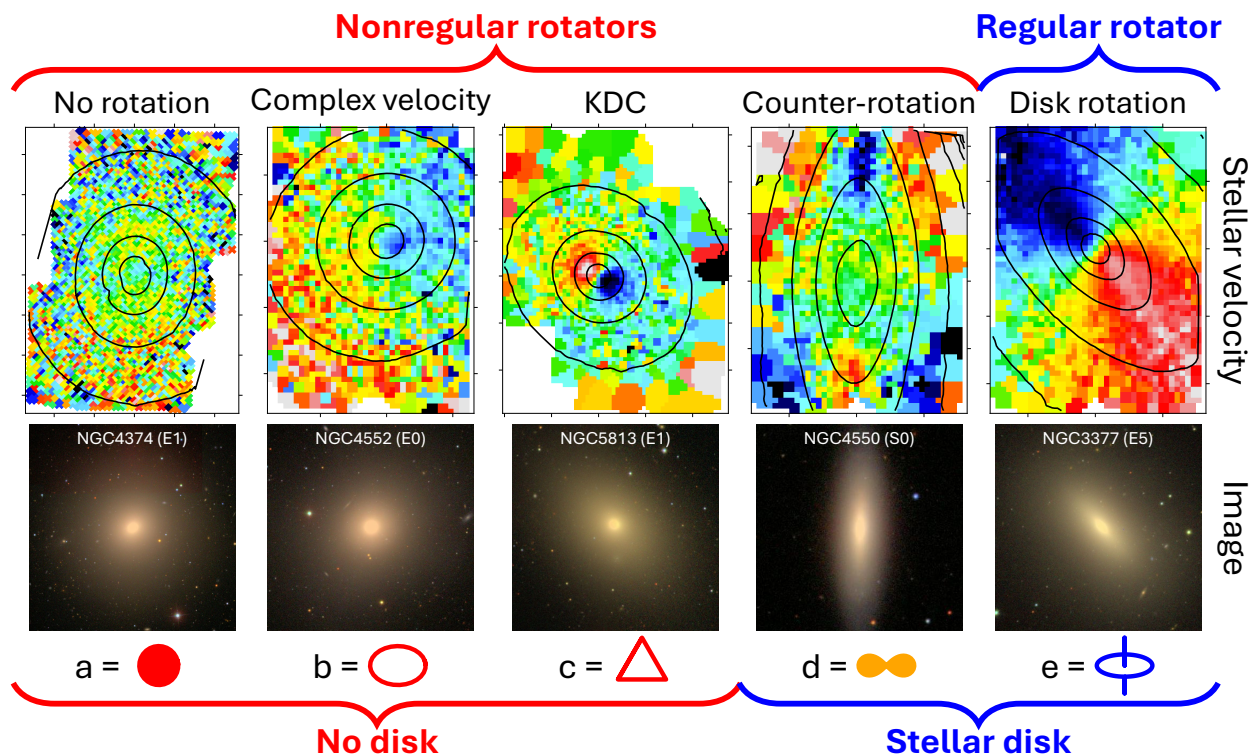 Nonregular rotators
Regular rotator
No rotation
Complex velocity
KDC
Counter-rotation
Disk rotation
Stellar velocity
NGC4374 (E1)
NGC4552 (E0)
NGC5813 (E1)
NGC4550 (S0)
NGC3377 (E5)
Image
a =
b =
c =
d =
e =
No disk
Stellar disk